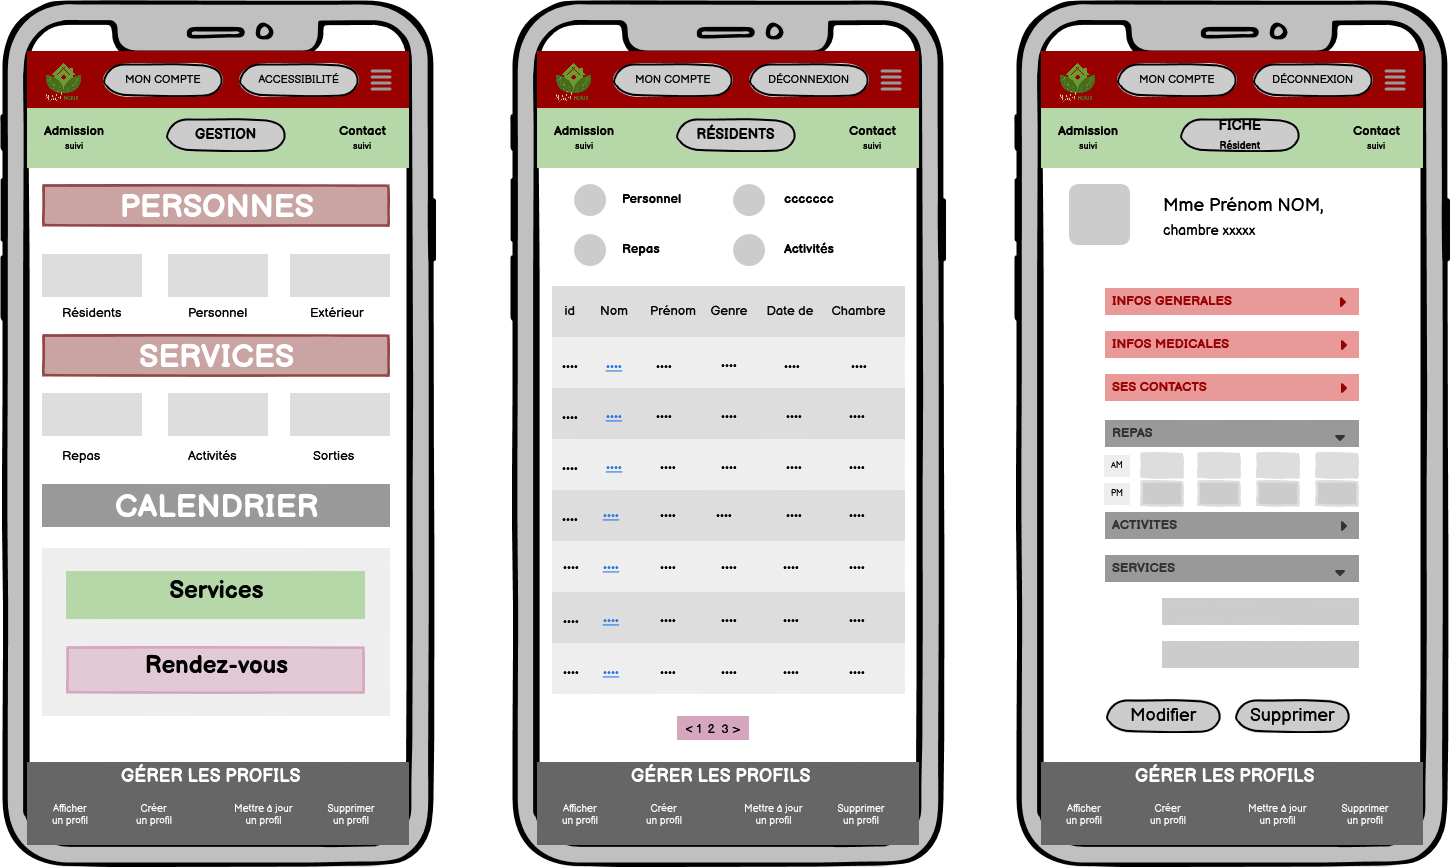 MON COMPTE
ACCESSIBILITÉ
Admission
suivi
GESTION
Contact
suivi
PERSONNES
Résidents
Personnel
Extérieur
SERVICES
Repas
Activités
Sorties
CALENDRIER
Services
Rendez-vous
GÉRER LES PROFILS
Afficher
un profil
Créer
un profil
Mettre à jour
un profil
Supprimer
un profil
MON COMPTE
DÉCONNEXION
Admission
suivi
RÉSIDENTS
Contact
suivi
Personnel
ccccccc
Repas
Activités
id Nom Prénom Genre Date de Chambre
.... .... .... .... .... ....
.... .... .... .... .... ....
.... .... .... .... .... ....
.... .... .... .... .... ....
.... .... .... .... .... ....
.... .... .... .... .... ....
.... .... .... .... .... ....
< 1 2 3 >
GÉRER LES PROFILS
Afficher
un profil
Créer
un profil
Mettre à jour
un profil
Supprimer
un profil
MON COMPTE
DÉCONNEXION
Admission
suivi
FICHE
Résident
Contact
suivi
Mme Prénom NOM,
chambre xxxxx
INFOS GENERALES
INFOS MEDICALES
SES CONTACTS
REPAS
AM
PM
ACTIVITES
SERVICES
Modifier
Supprimer
GÉRER LES PROFILS
Afficher
un profil
Créer
un profil
Mettre à jour
un profil
Supprimer
un profil